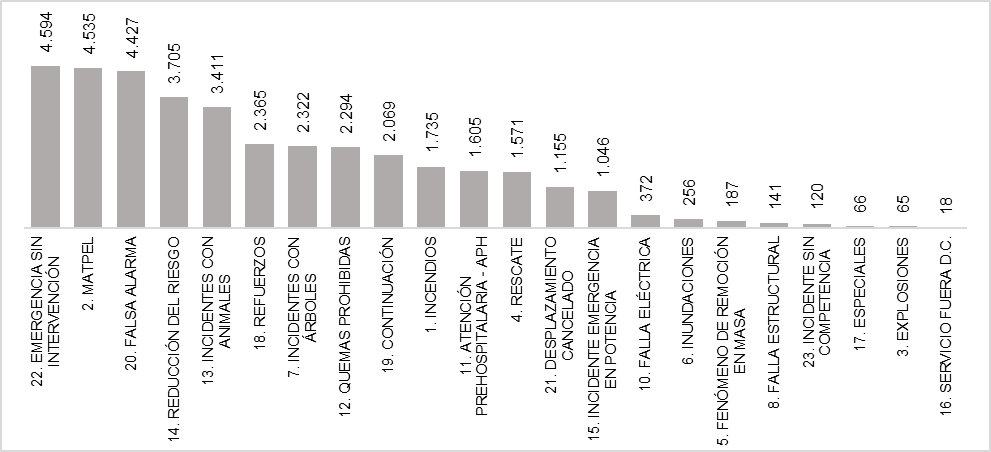 4.594
4.535
4.427
3.705
3.411
2.365
2.322
2.294
2.069
1.735
1.605
1.571
1.155
1.046
372
256
187
141
120
66
65
18
22. EMERGENCIA SIN
INTERVENCIÓN
2. MATPEL
20. FALSA ALARMA
14. REDUCCIÓN DEL RIESGO
13. INCIDENTES CON
ANIMALES
18. REFUERZOS
7. INCIDENTES CON
ÁRBOLES
12. QUEMAS PROHIBIDAS
19. CONTINUACIÓN
1. INCENDIOS
11. ATENCIÓN
PREHOSPITALARIA - APH
4. RESCATE
21. DESPLAZAMIENTO
CANCELADO
15. INCIDENTE EMERGENCIA
EN POTENCIA
10. FALLA ELÉCTRICA
6. INUNDACIONES
5. FENÓMENO DE REMOCIÓN
EN MASA
8. FALLA ESTRUCTURAL
23. INCIDENTE SIN
COMPETENCIA
17. ESPECIALES
3. EXPLOSIONES
16. SERVICIO FUERA D.C.